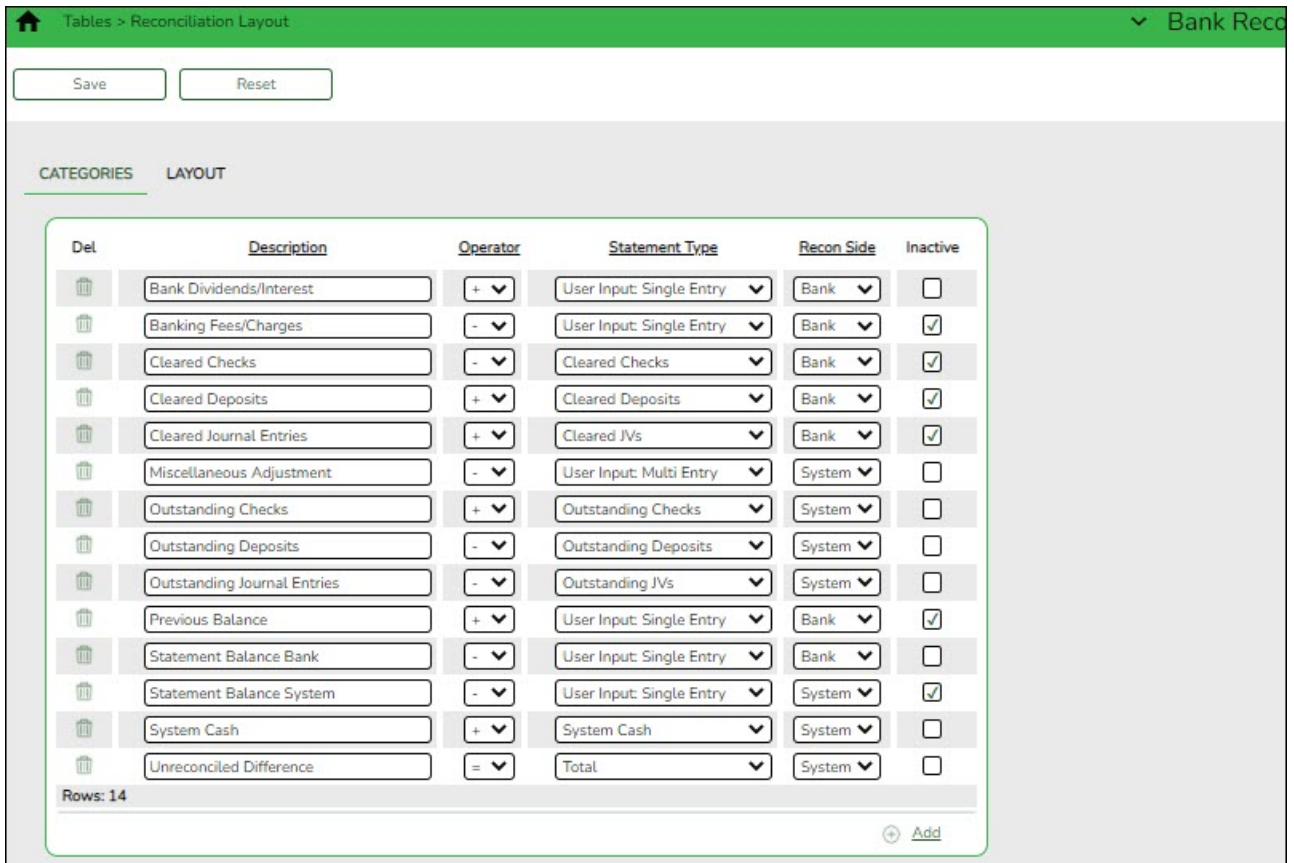 Tables > Reconciliation Layout Bank Reco
Save Reset
CATEGORIES LAYOUT
Del Description Operator Statement Type Recon Side Inactive
Bank Dividends/Interest + User Input: Single Entry Bank
Banking Fees/Charges - User Input: Single Entry Bank
Cleared Checks - Cleared Checks Bank
Cleared Deposits + Cleared Deposits Bank
Cleared Journal Entries + Cleared JVs Bank
Miscellaneous Adjustment - User Input: Multi Entry System
Outstanding Checks + Outstanding Checks System
Outstanding Deposits - Outstanding Deposits System
Outstanding Journal Entries - Outstanding JVs System
Previous Balance + User Input: Single Entry Bank
Statement Balance Bank - User Input: Single Entry Bank
Statement Balance System - User Input: Single Entry System
System Cash + System Cash System
Unreconciled Difference = Total System
Rows: 14
Add